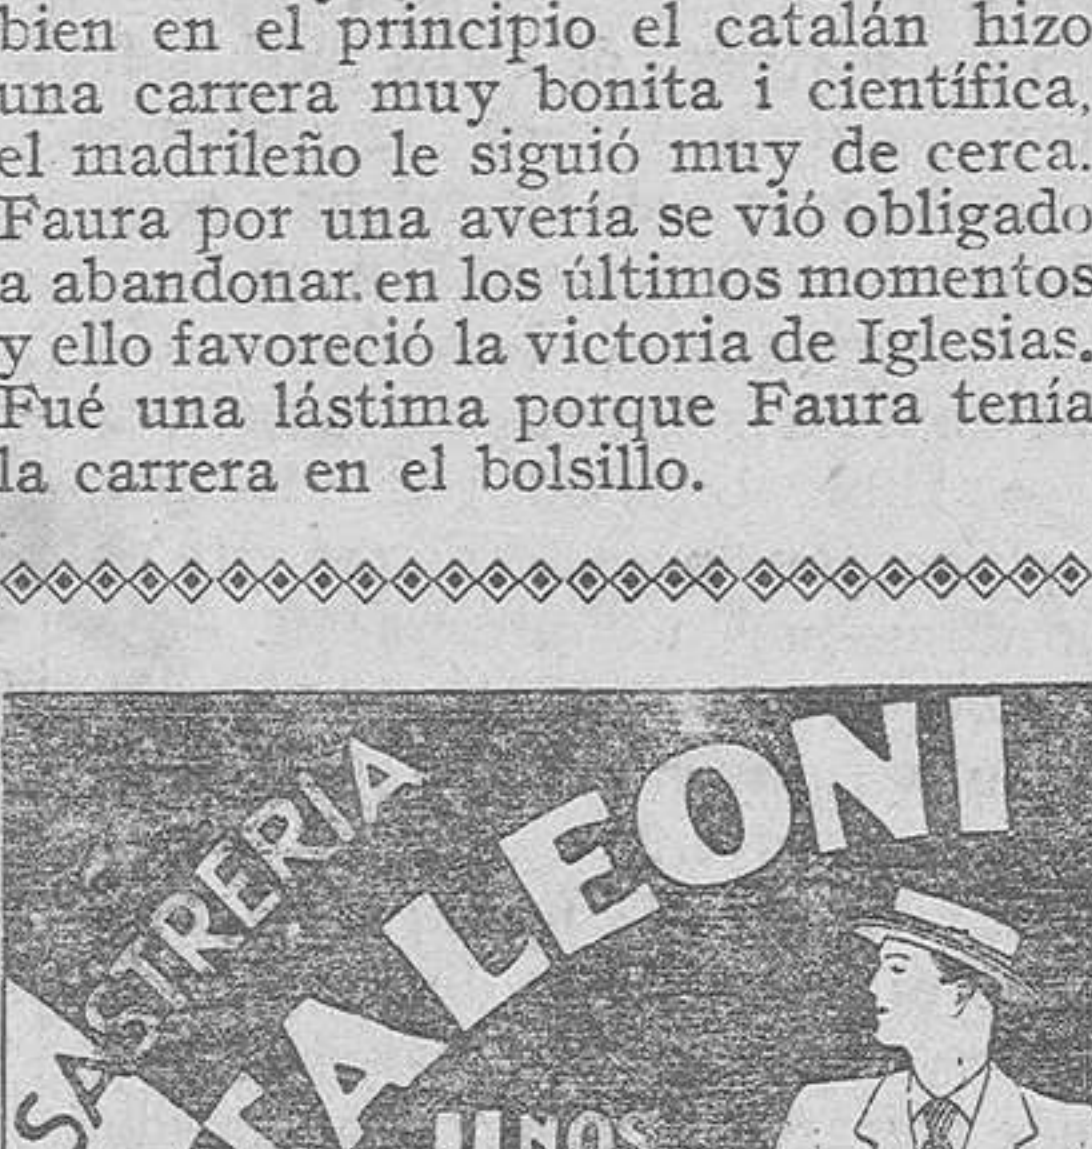 bien en el principio el catalán hizo
una carrera muy bonita i científica,
el madrileño le siguió muy de cerca.
Faura por una avería se vió obligado
a abandonar en los últimos momentos
y ello favoreció la victoria de Iglesias.
Fué una lástima porque Faura tenía
la carrera en el bolsillo.
SASTRERIA
TALEONI